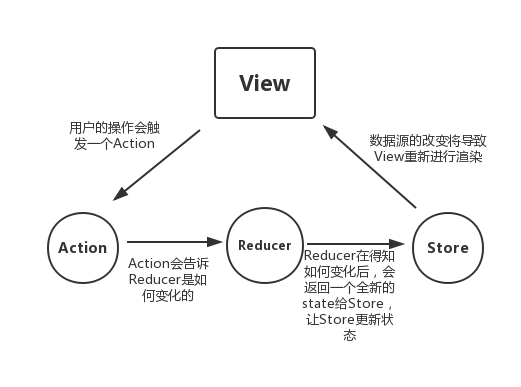 View
用户的操作会触
发一个Action
数据源的改变将导致
View重新进行渲染
Action
Reducer
Store
Action会告诉
Reducer是如
何变化的
Reducer在得知
如何变化后，会
返回一个全新的
state给Store，
让Store更新状
态